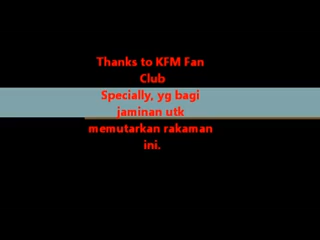 Thanks to KFM Fan
Club
Specially, yg bagi
jaminan utk
memutarkan rakaman
ini.